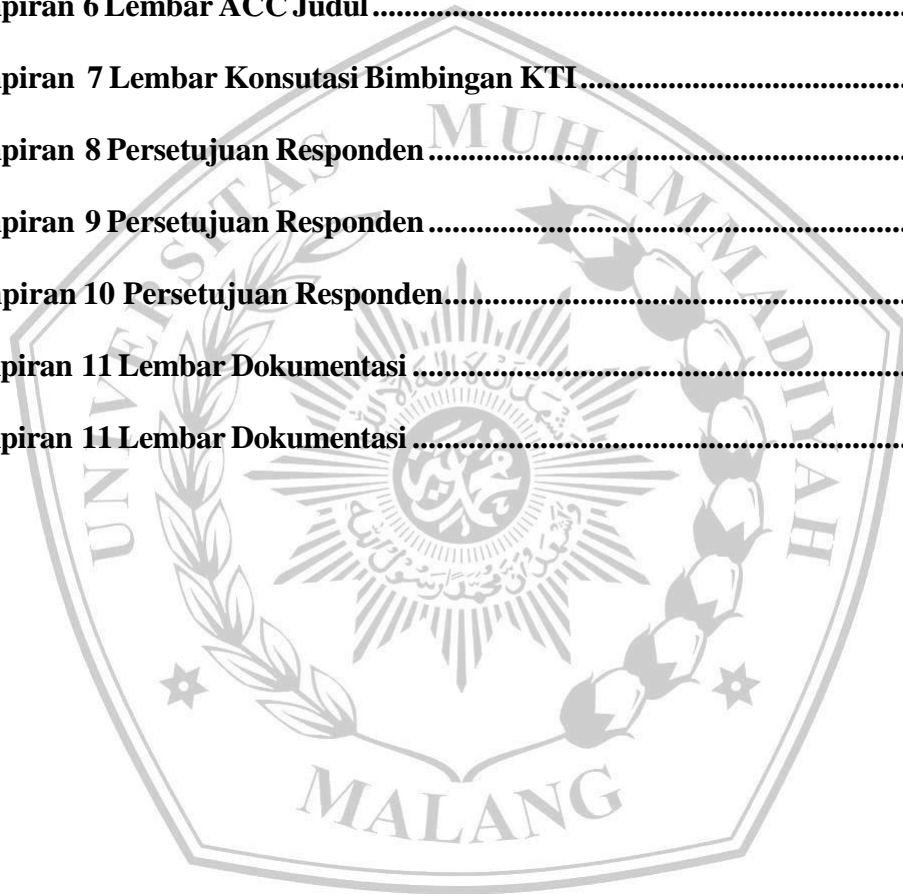 piran 6 Lembar ACC Judul........................................................................
piran 7 Lembar Konsutasi Bimbingan KTI.............................................
piran 8 Persetujuan Responden................................................................
piran 9 Persetujuan Responden................................................................
piran 10 Persetujuan Responden..............................................................
piran 11 Lembar Dokumentasi..................................................................
piran 11 Lembar Dokumentasi..................................................................
UNIVERSITAS MUHAMMADIYAH
MALANG